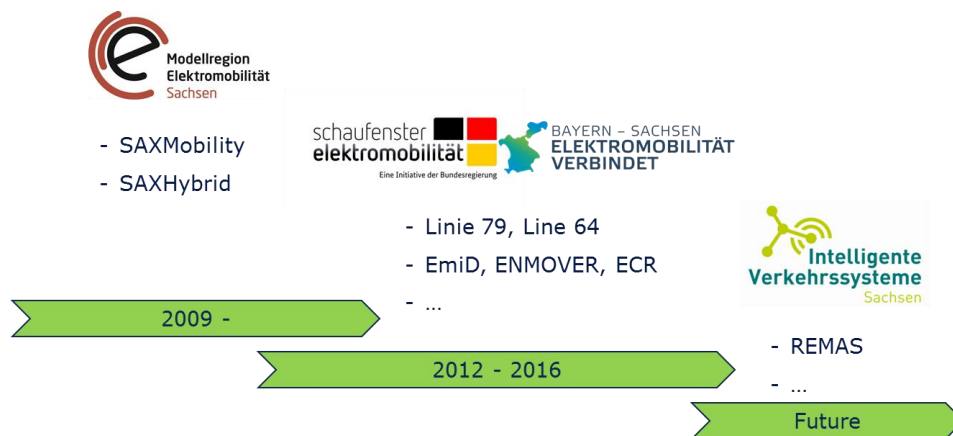 Modellregion
Elektromobilität
Sachsen
- SAXMobility
- SAXHybrid
schaufenster
elektromobilität
Eine Initiative der Bundesregierung
BAYERN – SACHSEN
ELEKTROMOBILITÄT
VERBINDET
- Linie 79, Line 64
- EmiD, ENMOVER, ECR
- ...
Intelligente
Verkehrssysteme
Sachsen
2009 -
- REMAS
- ...
2012 - 2016
Future